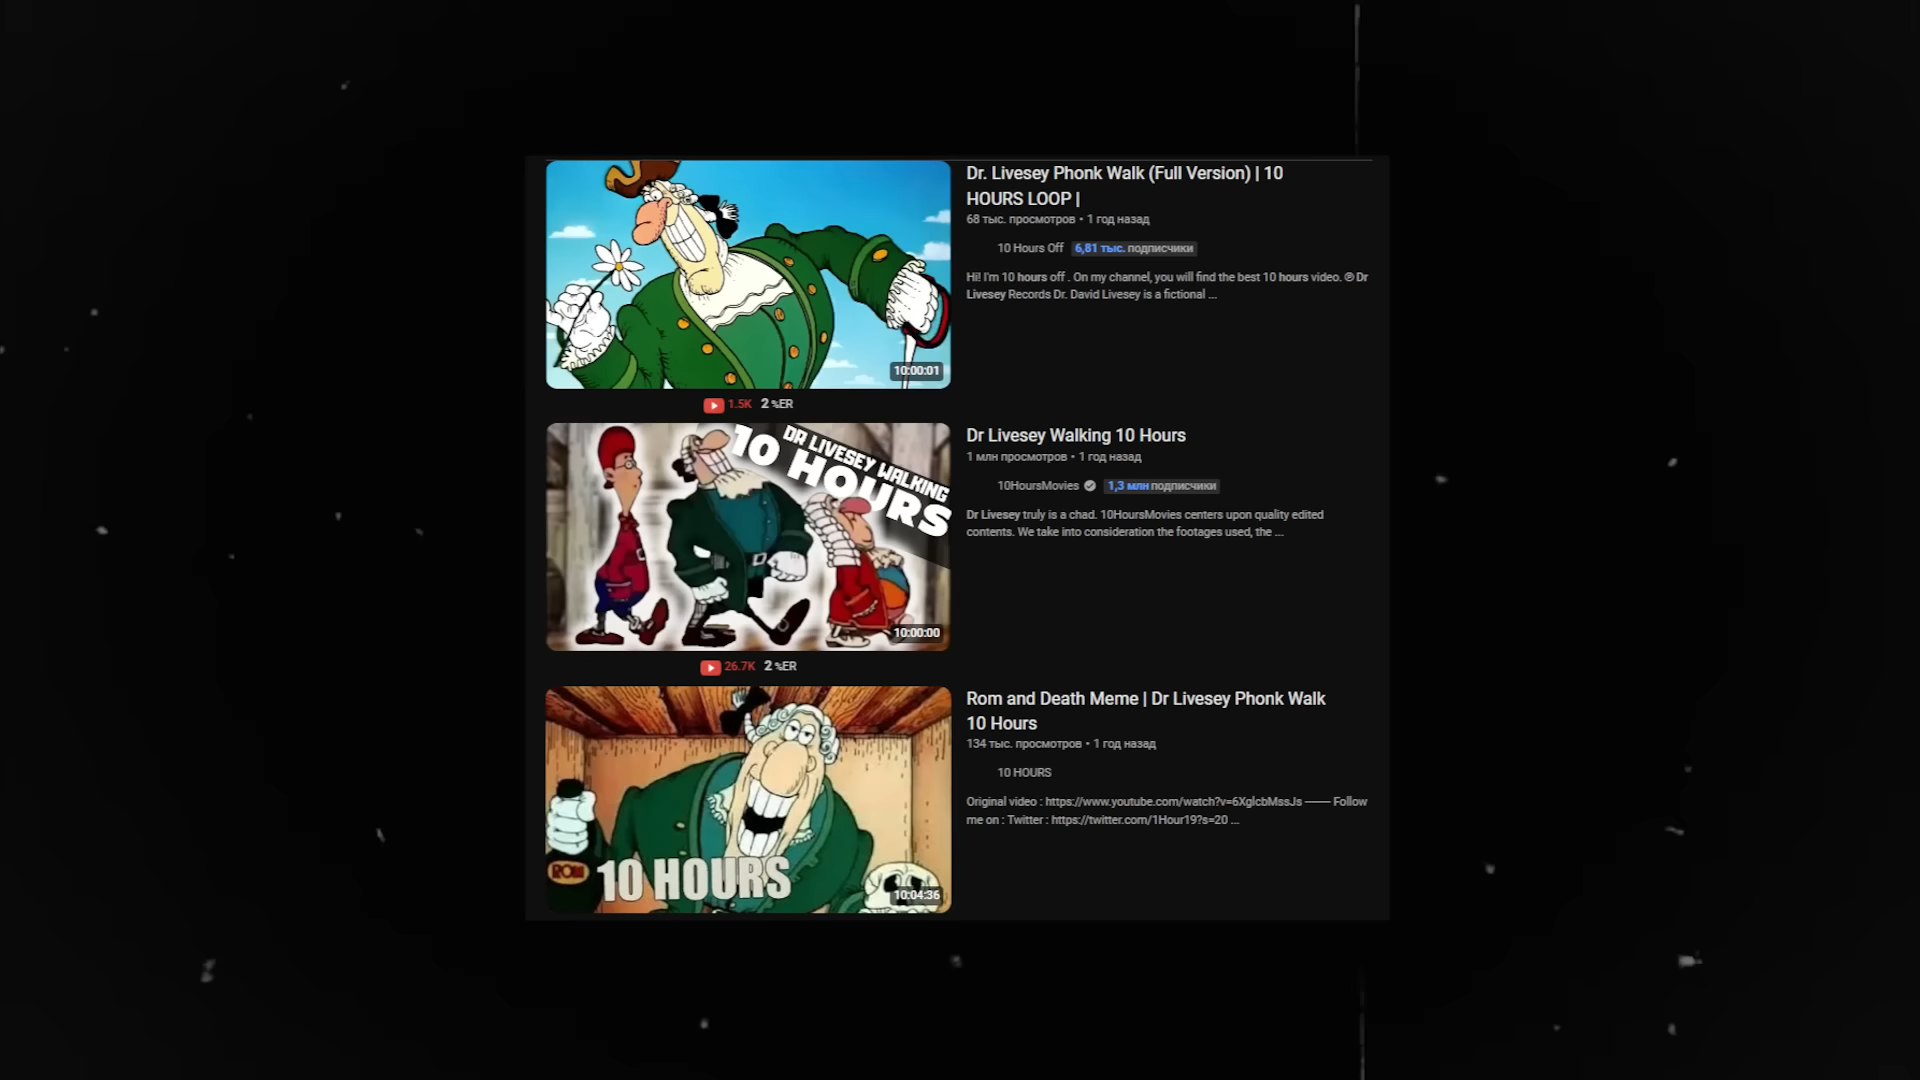 Dr. Livesey Phonk Walk (Full Version) | 10
HOURS LOOP |
68 тыс. просмотров • 1 год назад
10 Hours Off 6,81 тыс. подписчики
Hi! I'm 10 hours off . On my channel, you will find the best 10 hours video. ℗ Dr
Livesey Records Dr. David Livesey is a fictional ...
10:00:01
1.5K 2 %ER
DR LIVESEY WALKING
10 HOURS
Dr Livesey Walking 10 Hours
1 млн просмотров • 1 год назад
10HoursMovies 1,3 млн подписчики
Dr Livesey truly is a chad. 10HoursMovies centers upon quality edited
contents. We take into consideration the footages used, the ...
10:00:00
26.7K 2 %ER
Rom and Death Meme | Dr Livesey Phonk Walk
10 Hours
134 тыс. просмотров • 1 год назад
10 HOURS
Original video : https://www.youtube.com/watch?v=6XglcbMssJs —— Follow
me on : Twitter : https://twitter.com/1Hour19?s=20 ...
ROM
10 HOURS
10:04:36